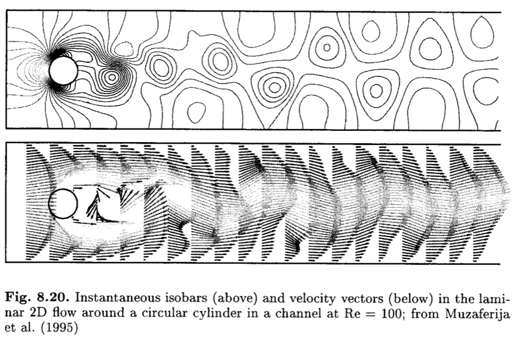 Fig. 8.20. Instantaneous isobars (above) and velocity vectors (below) in the lami-
nar 2D flow around a circular cylinder in a channel at Re = 100; from Muzaferija
et al. (1995)